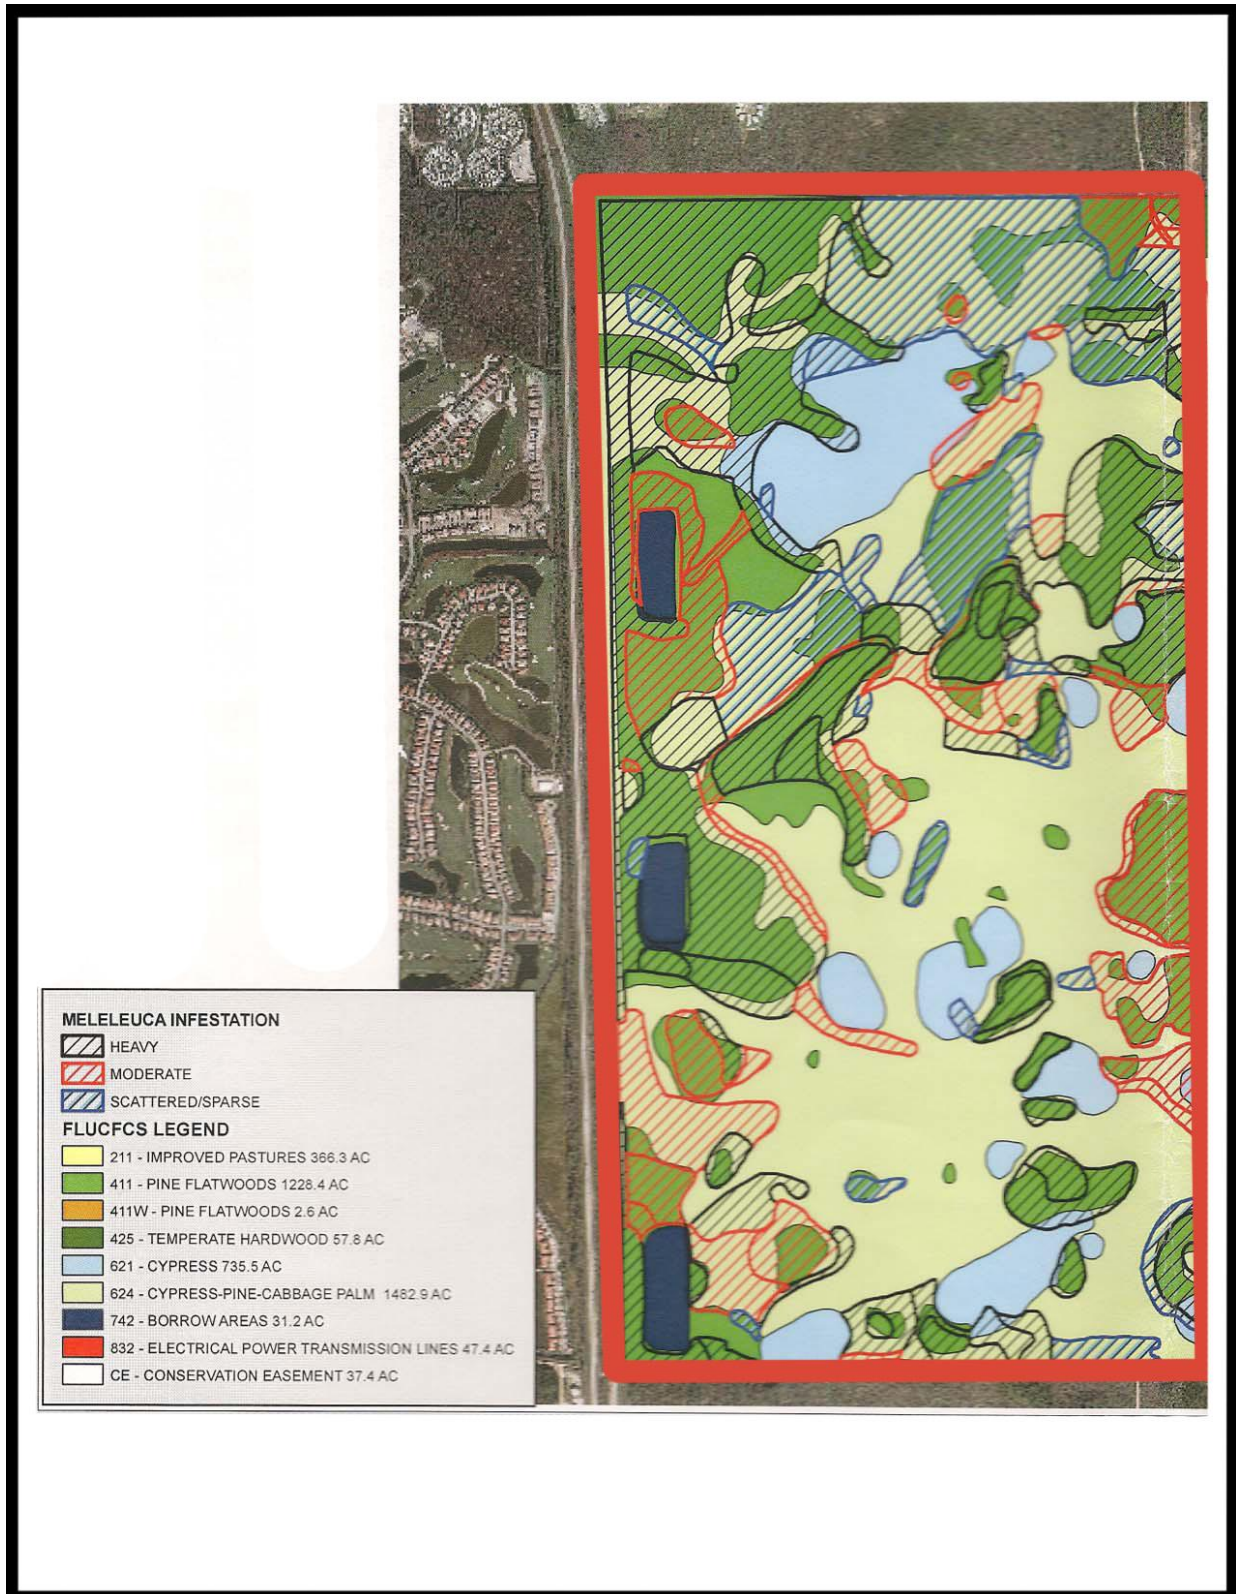 MELELEUCA INFESTATION
HEAVY
MODERATE
SCATTERED/SPARSE
FLUCFCS LEGEND
211 - IMPROVED PASTURES 366.3 AC
411 - PINE FLATWOODS 1228.4 AC
411W - PINE FLATWOODS 2.6 AC
425 - TEMPERATE HARDWOOD 57.8 AC
621 - CYPRESS 735.5 AC
624 - CYPRESS-PINE-CABBAGE PALM 1482.9 AC
742 - BORROW AREAS 31.2 AC
832 - ELECTRICAL POWER TRANSMISSION LINES 47.4 AC
CE - CONSERVATION EASEMENT 37.4 AC